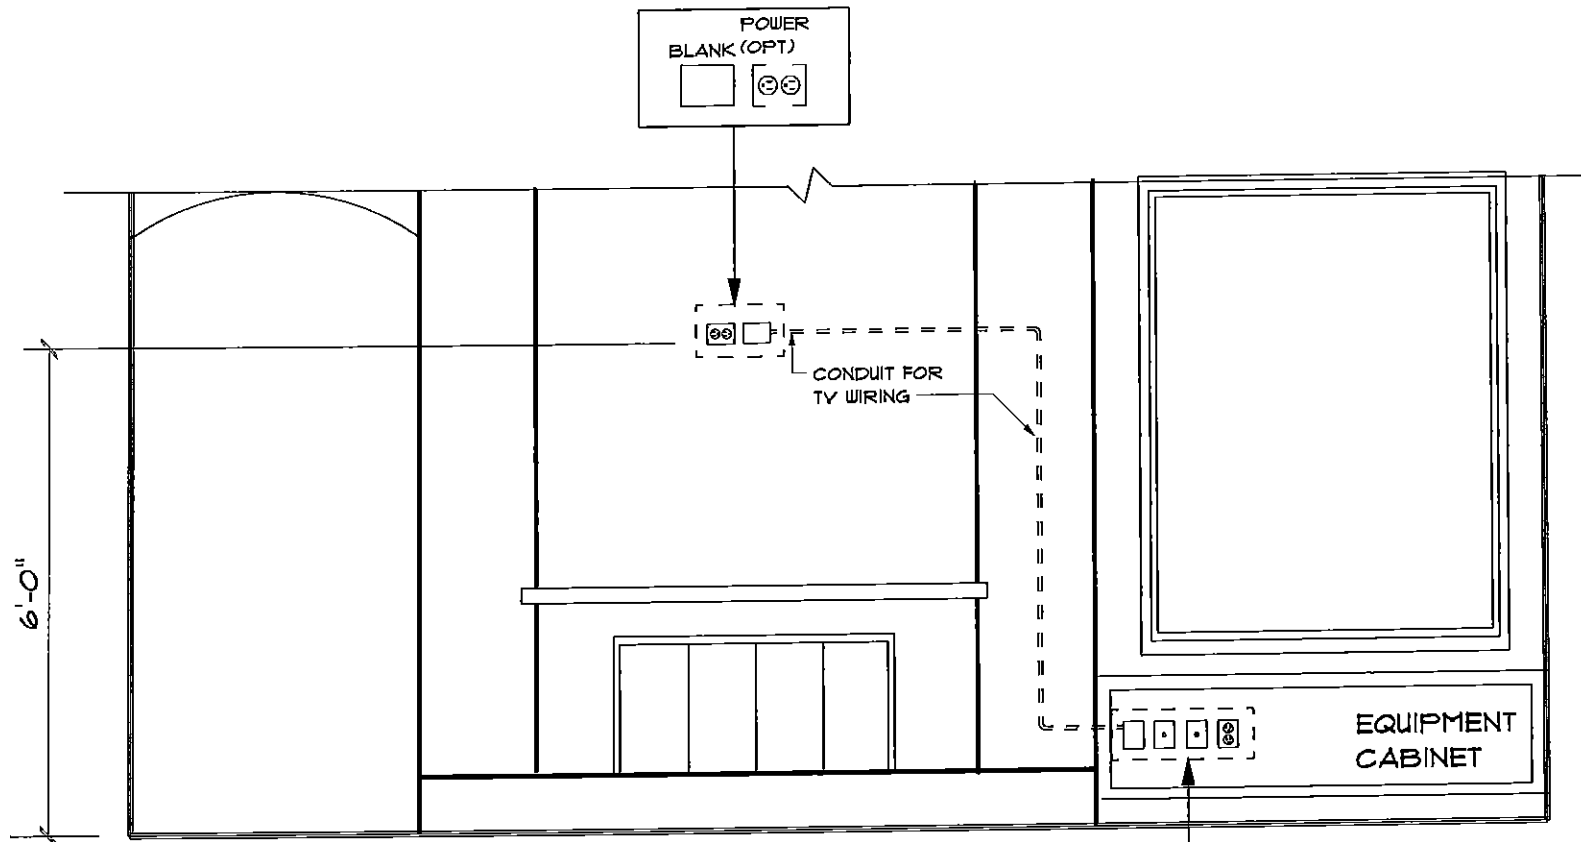 POWER
BLANK (OPT)
CONDUIT FOR
TV WIRING
6'-0"
EQUIPMENT
CABINET